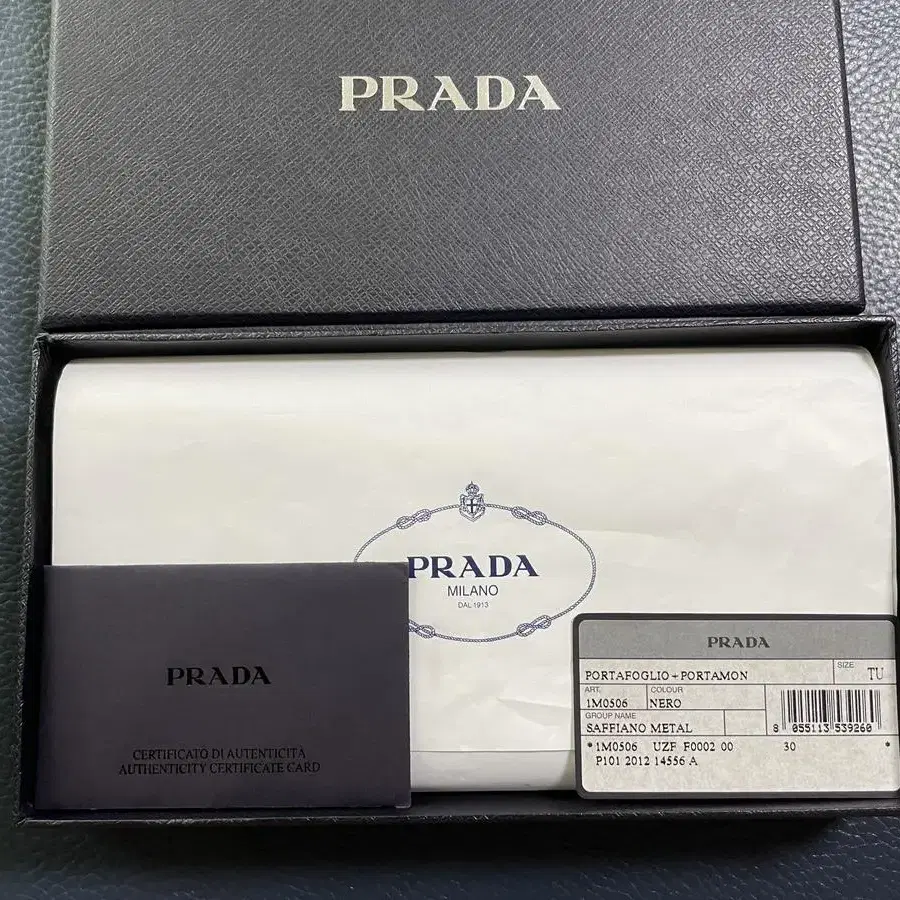 PRADA
PRADA
MILANO
DAL 1913
PRADA
CERTIFICATO DI AUTENTICITA
AUTHENTICITY CERTIFICATE CARD
PRADA
PORTAFOGLIO+PORTAMON
SIZE
TU
ART.
COLOUR
1M0506
NERO
GROUP NAME
SAFFIANO METAL
8 055113 539260
*1M0506 UZF F0002 00 30 *
P101 2012 14556 A